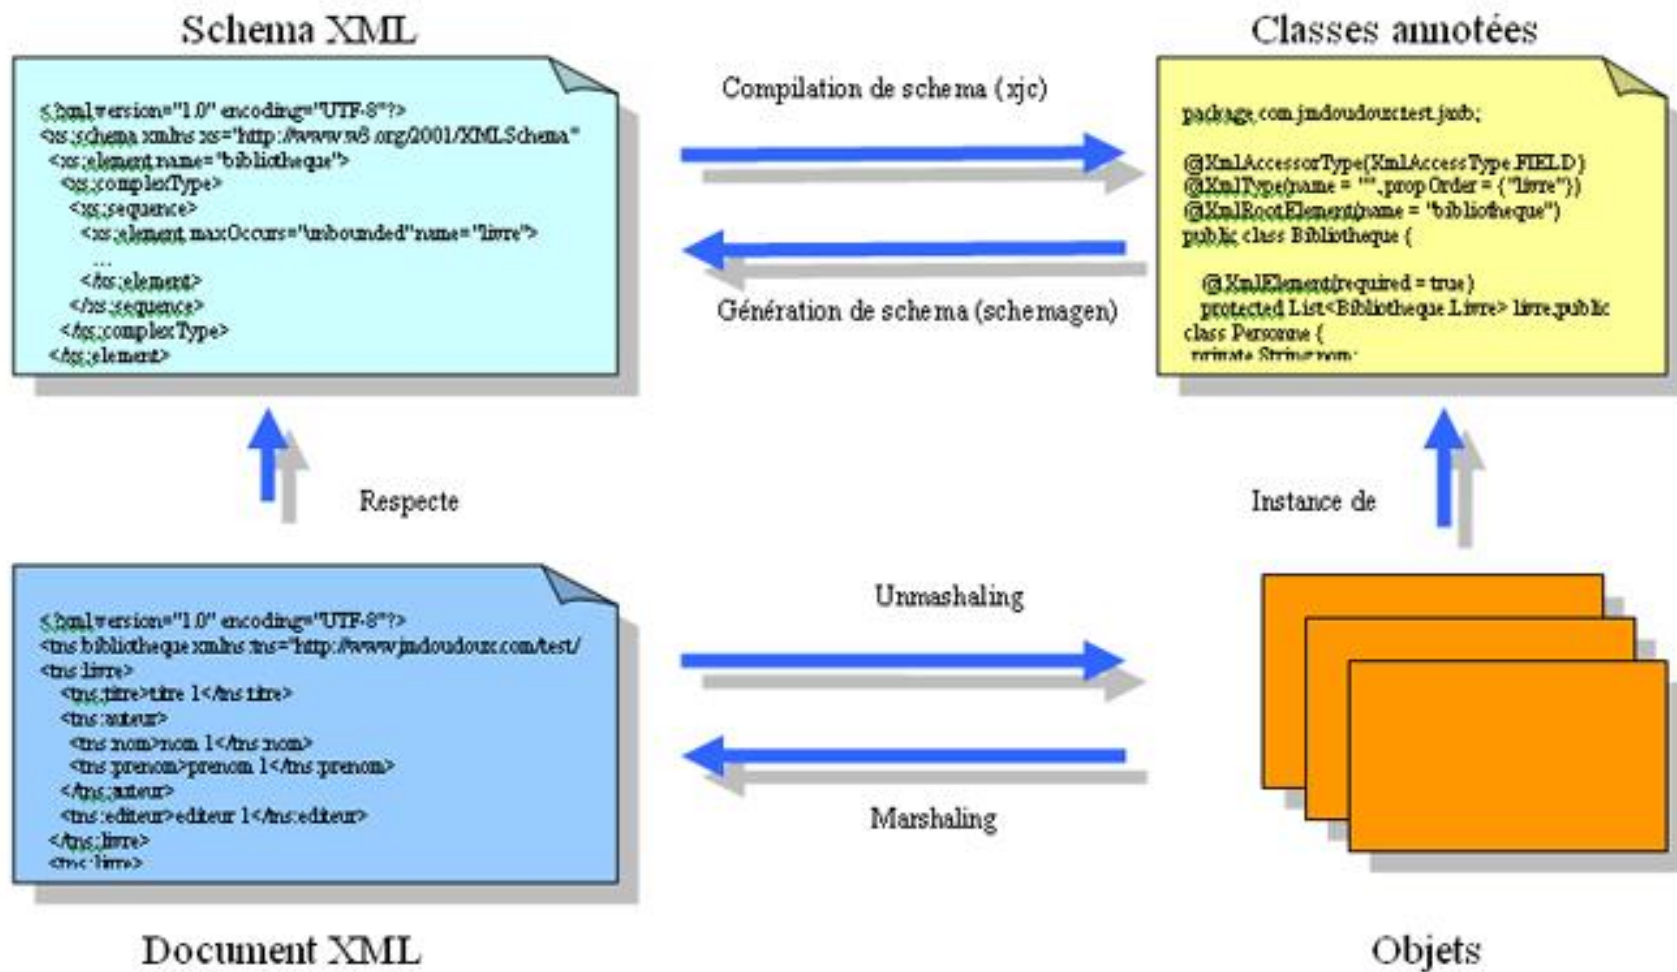 Schema XML
<?xml version="1.0" encoding="UTF-8"?>
<xs:schema xmlns:xs="http://www.w3.org/2001/XMLSchema"
<xs:element name="bibliotheque">
<xs:complexType>
<xs:sequence>
<xs:element maxOccurs="unbounded"name="livre">
...
</xs:element>
</xs:sequence>
</xs:complexType>
</xs:element>
Compilation de schema (xjc)
Génération de schema (schemagen)
Classes annotées
package com.jmdoudoux.test.jaxb;
@XmlAccessorType(XmlAccessType.FIELD)
@XmlType(name = "", propOrder = {"livre"})
@XmlRootElement(name = "bibliotheque")
public class Bibliotheque {
@XmlElement(required = true)
protected List<Bibliotheque.Livre> livre;public
class Personne {
private String nom;
Respecte
Instance de
<?xml version="1.0" encoding="UTF-8"?>
<tns:bibliotheque xmlns:tns="http://www.jmdoudoux.com/test/
<tns:livre>
<tns:titre>titre 1</tns:titre>
<tns:auteur>
<tns:nom>nom 1</tns:nom>
<tns:prenom>prenom 1</tns:prenom>
</tns:auteur>
<tns:editeur>editeur 1</tns:editeur>
</tns:livre>
<tns:livre>
Unmashaling
Marshaling
Document XML
Objets